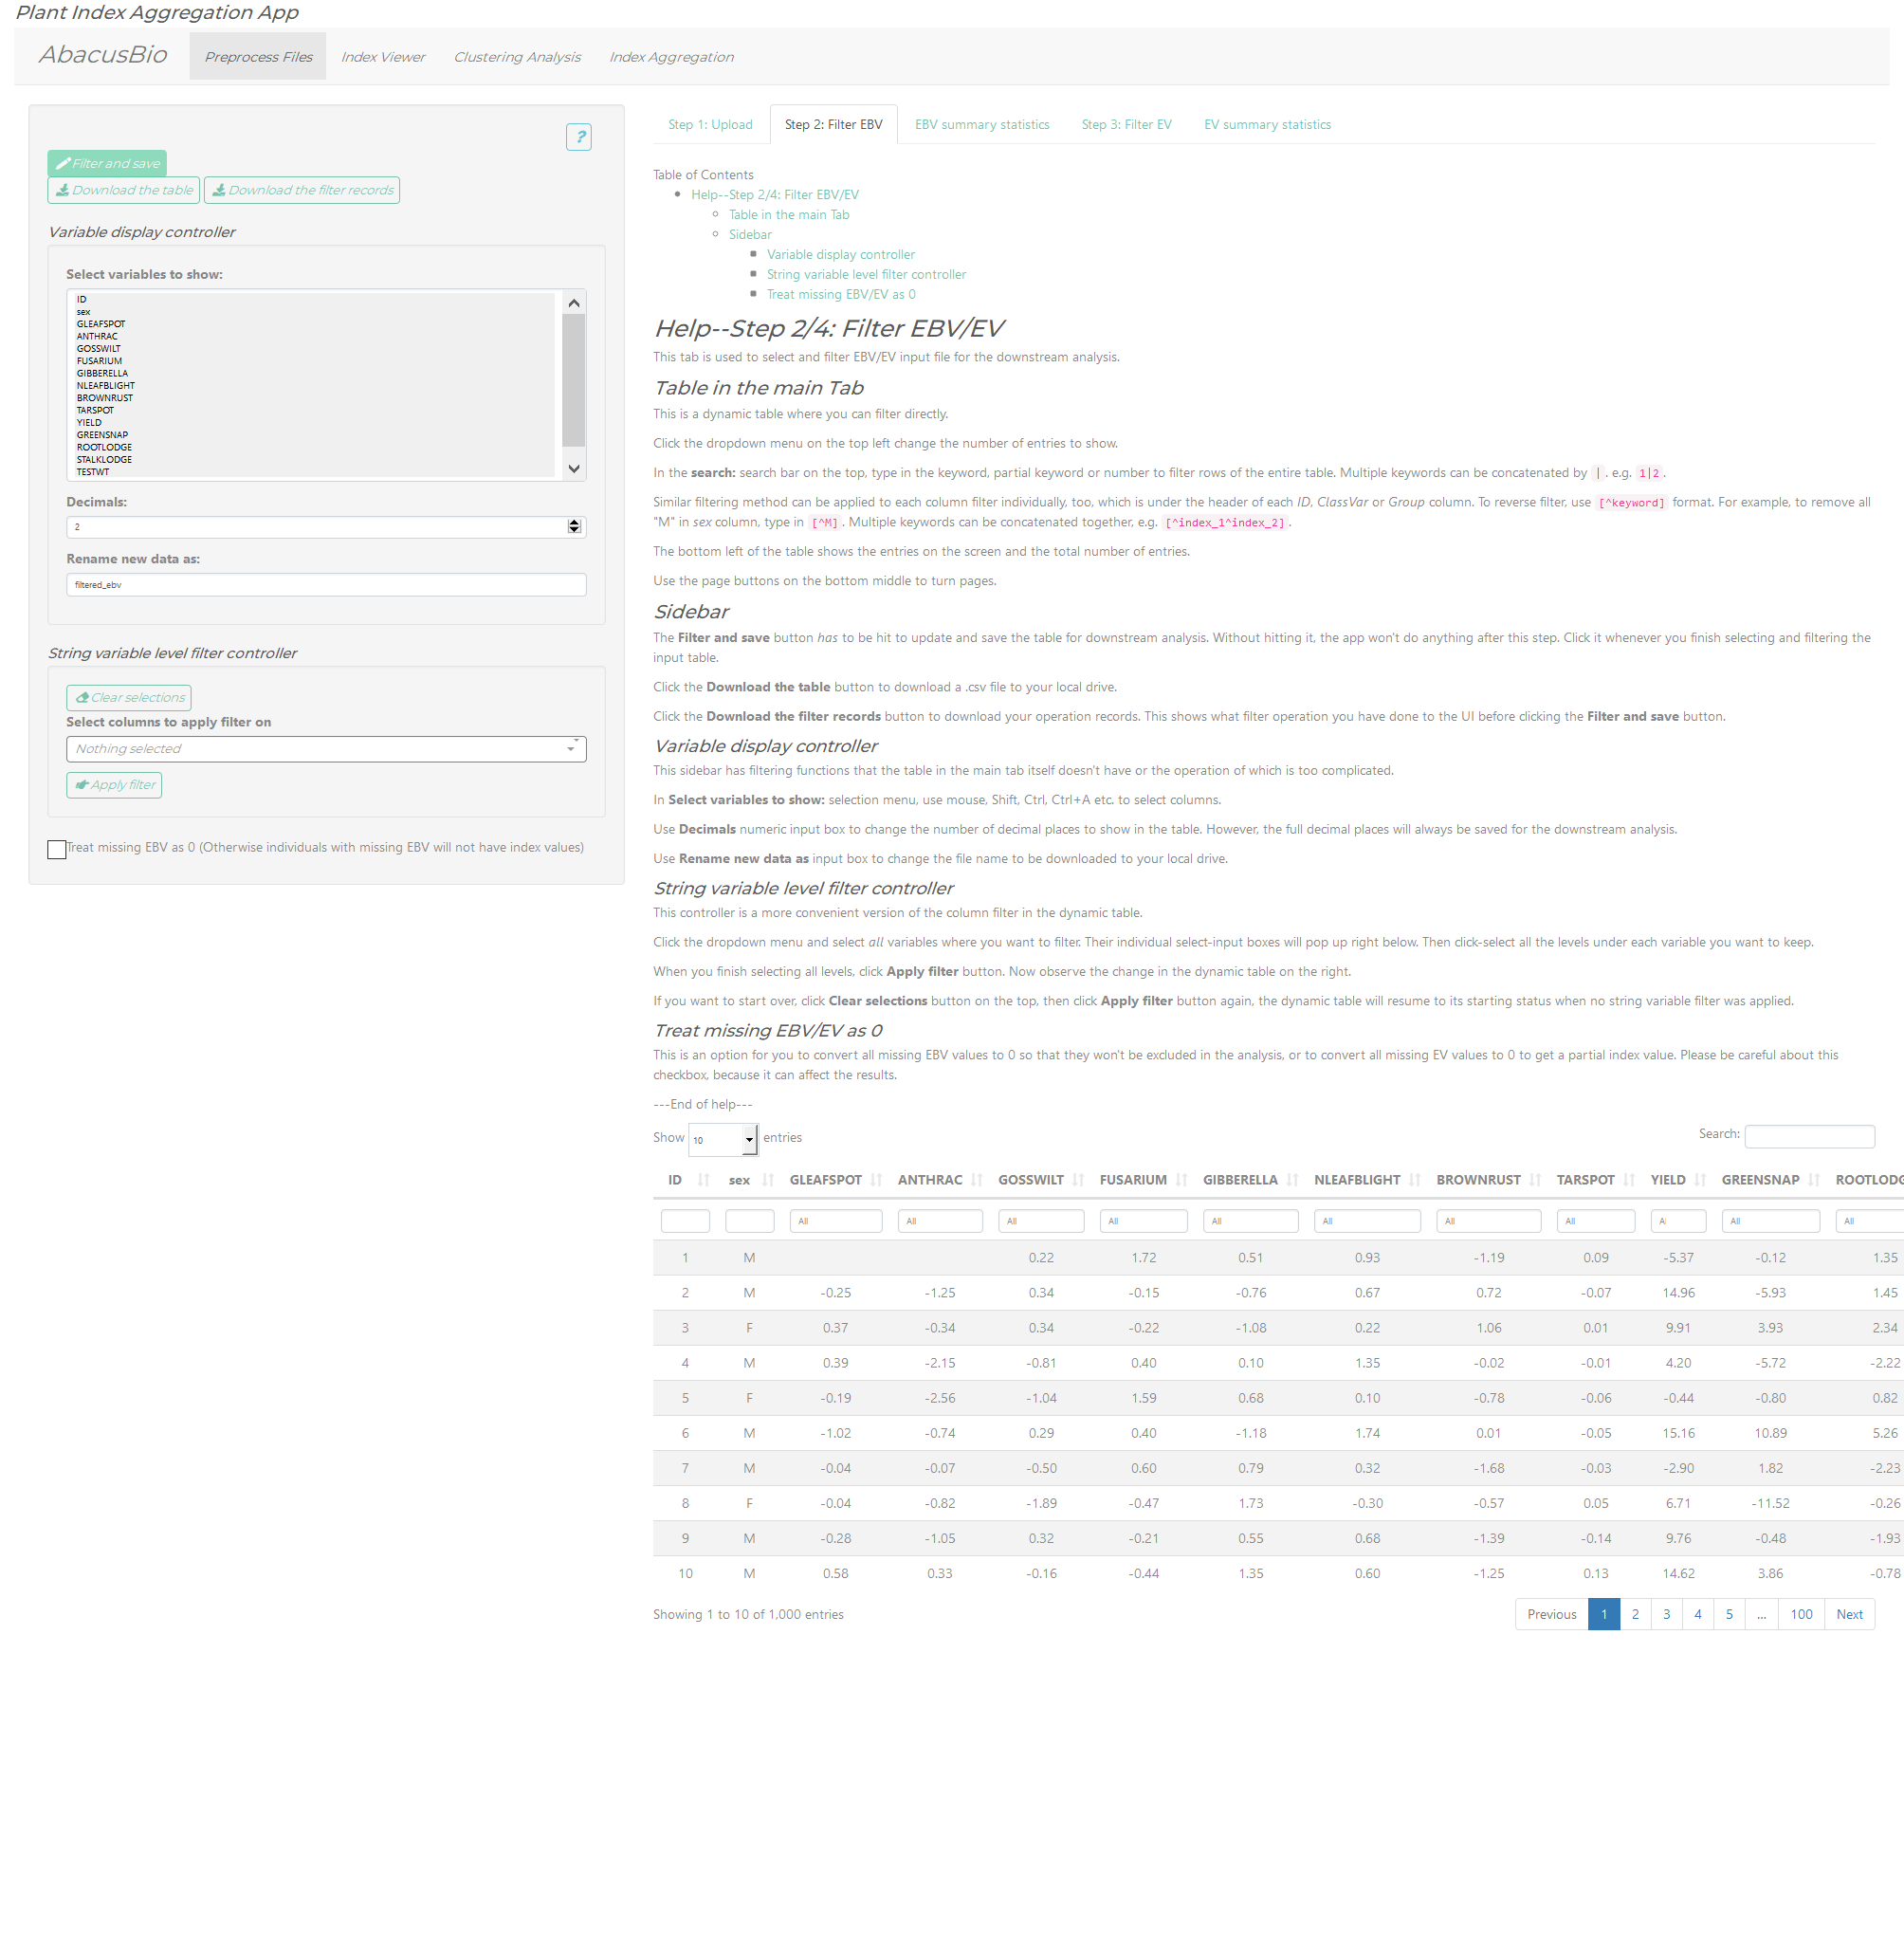 Plant Index Aggregation App
AbacusBio Preprocess Files Index Viewer Clustering Analysis Index Aggregation
?
Filter and save
Download the table Download the filter records
Variable display controller
Select variables to show:
ID
sex
GLEAFSPOT
ANTHRAC
GOSSWILT
FUSARIUM
GIBBERELLA
NLEAFBLIGHT
BROWNRUST
TARSPOT
YIELD
GREENSNAP
ROOTLODGE
STALKLODGE
TESTWT
Decimals:
2
Rename new data as:
filtered_ebv
String variable level filter controller
Clear selections
Select columns to apply filter on
Nothing selected
Apply filter
Treat missing EBV as 0 (Otherwise individuals with missing EBV will not have index values)
Step 1: Upload Step 2: Filter EBV EBV summary statistics Step 3: Filter EV EV summary statistics
Table of Contents
Help--Step 2/4: Filter EBV/EV
Table in the main Tab
Sidebar
Variable display controller
String variable level filter controller
Treat missing EBV/EV as 0
Help--Step 2/4: Filter EBV/EV
This tab is used to select and filter EBV/EV input file for the downstream analysis.
Table in the main Tab
This is a dynamic table where you can filter directly.
Click the dropdown menu on the top left change the number of entries to show.
In the search: search bar on the top, type in the keyword, partial keyword or number to filter rows of the entire table. Multiple keywords can be concatenated by | . e.g. 1|2 .
Similar filtering method can be applied to each column filter individually, too, which is under the header of each ID, ClassVar or Group column. To reverse filter, use [^keyword] format. For example, to remove all
"M" in sex column, type in [^M] . Multiple keywords can be concatenated together, e.g. [^index_1^index_2] .
The bottom left of the table shows the entries on the screen and the total number of entries.
Use the page buttons on the bottom middle to turn pages.
Sidebar
The Filter and save button has to be hit to update and save the table for downstream analysis. Without hitting it, the app won't do anything after this step. Click it whenever you finish selecting and filtering the
input table.
Click the Download the table button to download a .csv file to your local drive.
Click the Download the filter records button to download your operation records. This shows what filter operation you have done to the UI before clicking the Filter and save button.
Variable display controller
This sidebar has filtering functions that the table in the main tab itself doesn't have or the operation of which is too complicated.
In Select variables to show: selection menu, use mouse, Shift, Ctrl, Ctrl+A etc. to select columns.
Use Decimals numeric input box to change the number of decimal places to show in the table. However, the full decimal places will always be saved for the downstream analysis.
Use Rename new data as input box to change the file name to be downloaded to your local drive.
String variable level filter controller
This controller is a more convenient version of the column filter in the dynamic table.
Click the dropdown menu and select all variables where you want to filter. Their individual select-input boxes will pop up right below. Then click-select all the levels under each variable you want to keep.
When you finish selecting all levels, click Apply filter button. Now observe the change in the dynamic table on the right.
If you want to start over, click Clear selections button on the top, then click Apply filter button again, the dynamic table will resume to its starting status when no string variable filter was applied.
Treat missing EBV/EV as 0
This is an option for you to convert all missing EBV values to 0 so that they won't be excluded in the analysis, or to convert all missing EV values to 0 to get a partial index value. Please be careful about this
checkbox, because it can affect the results.
---End of help---
Show 10 entries Search:
ID sex GLEAFSPOT ANTHRAC GOSSWILT FUSARIUM GIBBERELLA NLEAFBLIGHT BROWNRUST TARSPOT YIELD GREENSNAP ROOTLODG
All All All All All All All All A All All
1 M 0.22 1.72 0.51 0.93 -1.19 0.09 -5.37 -0.12 1.35
2 M -0.25 -1.25 0.34 -0.15 -0.76 0.67 0.72 -0.07 14.96 -5.93 1.45
3 F 0.37 -0.34 0.34 -0.22 -1.08 0.22 1.06 0.01 9.91 3.93 2.34
4 M 0.39 -2.15 -0.81 0.40 0.10 1.35 -0.02 -0.01 4.20 -5.72 -2.22
5 F -0.19 -2.56 -1.04 1.59 0.68 0.10 -0.78 -0.06 -0.44 -0.80 0.82
6 M -1.02 -0.74 0.29 0.40 -1.18 1.74 0.01 -0.05 15.16 10.89 5.26
7 M -0.04 -0.07 -0.50 0.60 0.79 0.32 -1.68 -0.03 -2.90 1.82 -2.23
8 F -0.04 -0.82 -1.89 -0.47 1.73 -0.30 -0.57 0.05 6.71 -11.52 -0.26
9 M -0.28 -1.05 0.32 -0.21 0.55 0.68 -1.39 -0.14 9.76 -0.48 -1.93
10 M 0.58 0.33 -0.16 -0.44 1.35 0.60 -1.25 0.13 14.62 3.86 -0.78
Showing 1 to 10 of 1,000 entries Previous 1 2 3 4 5 ... 100 Next